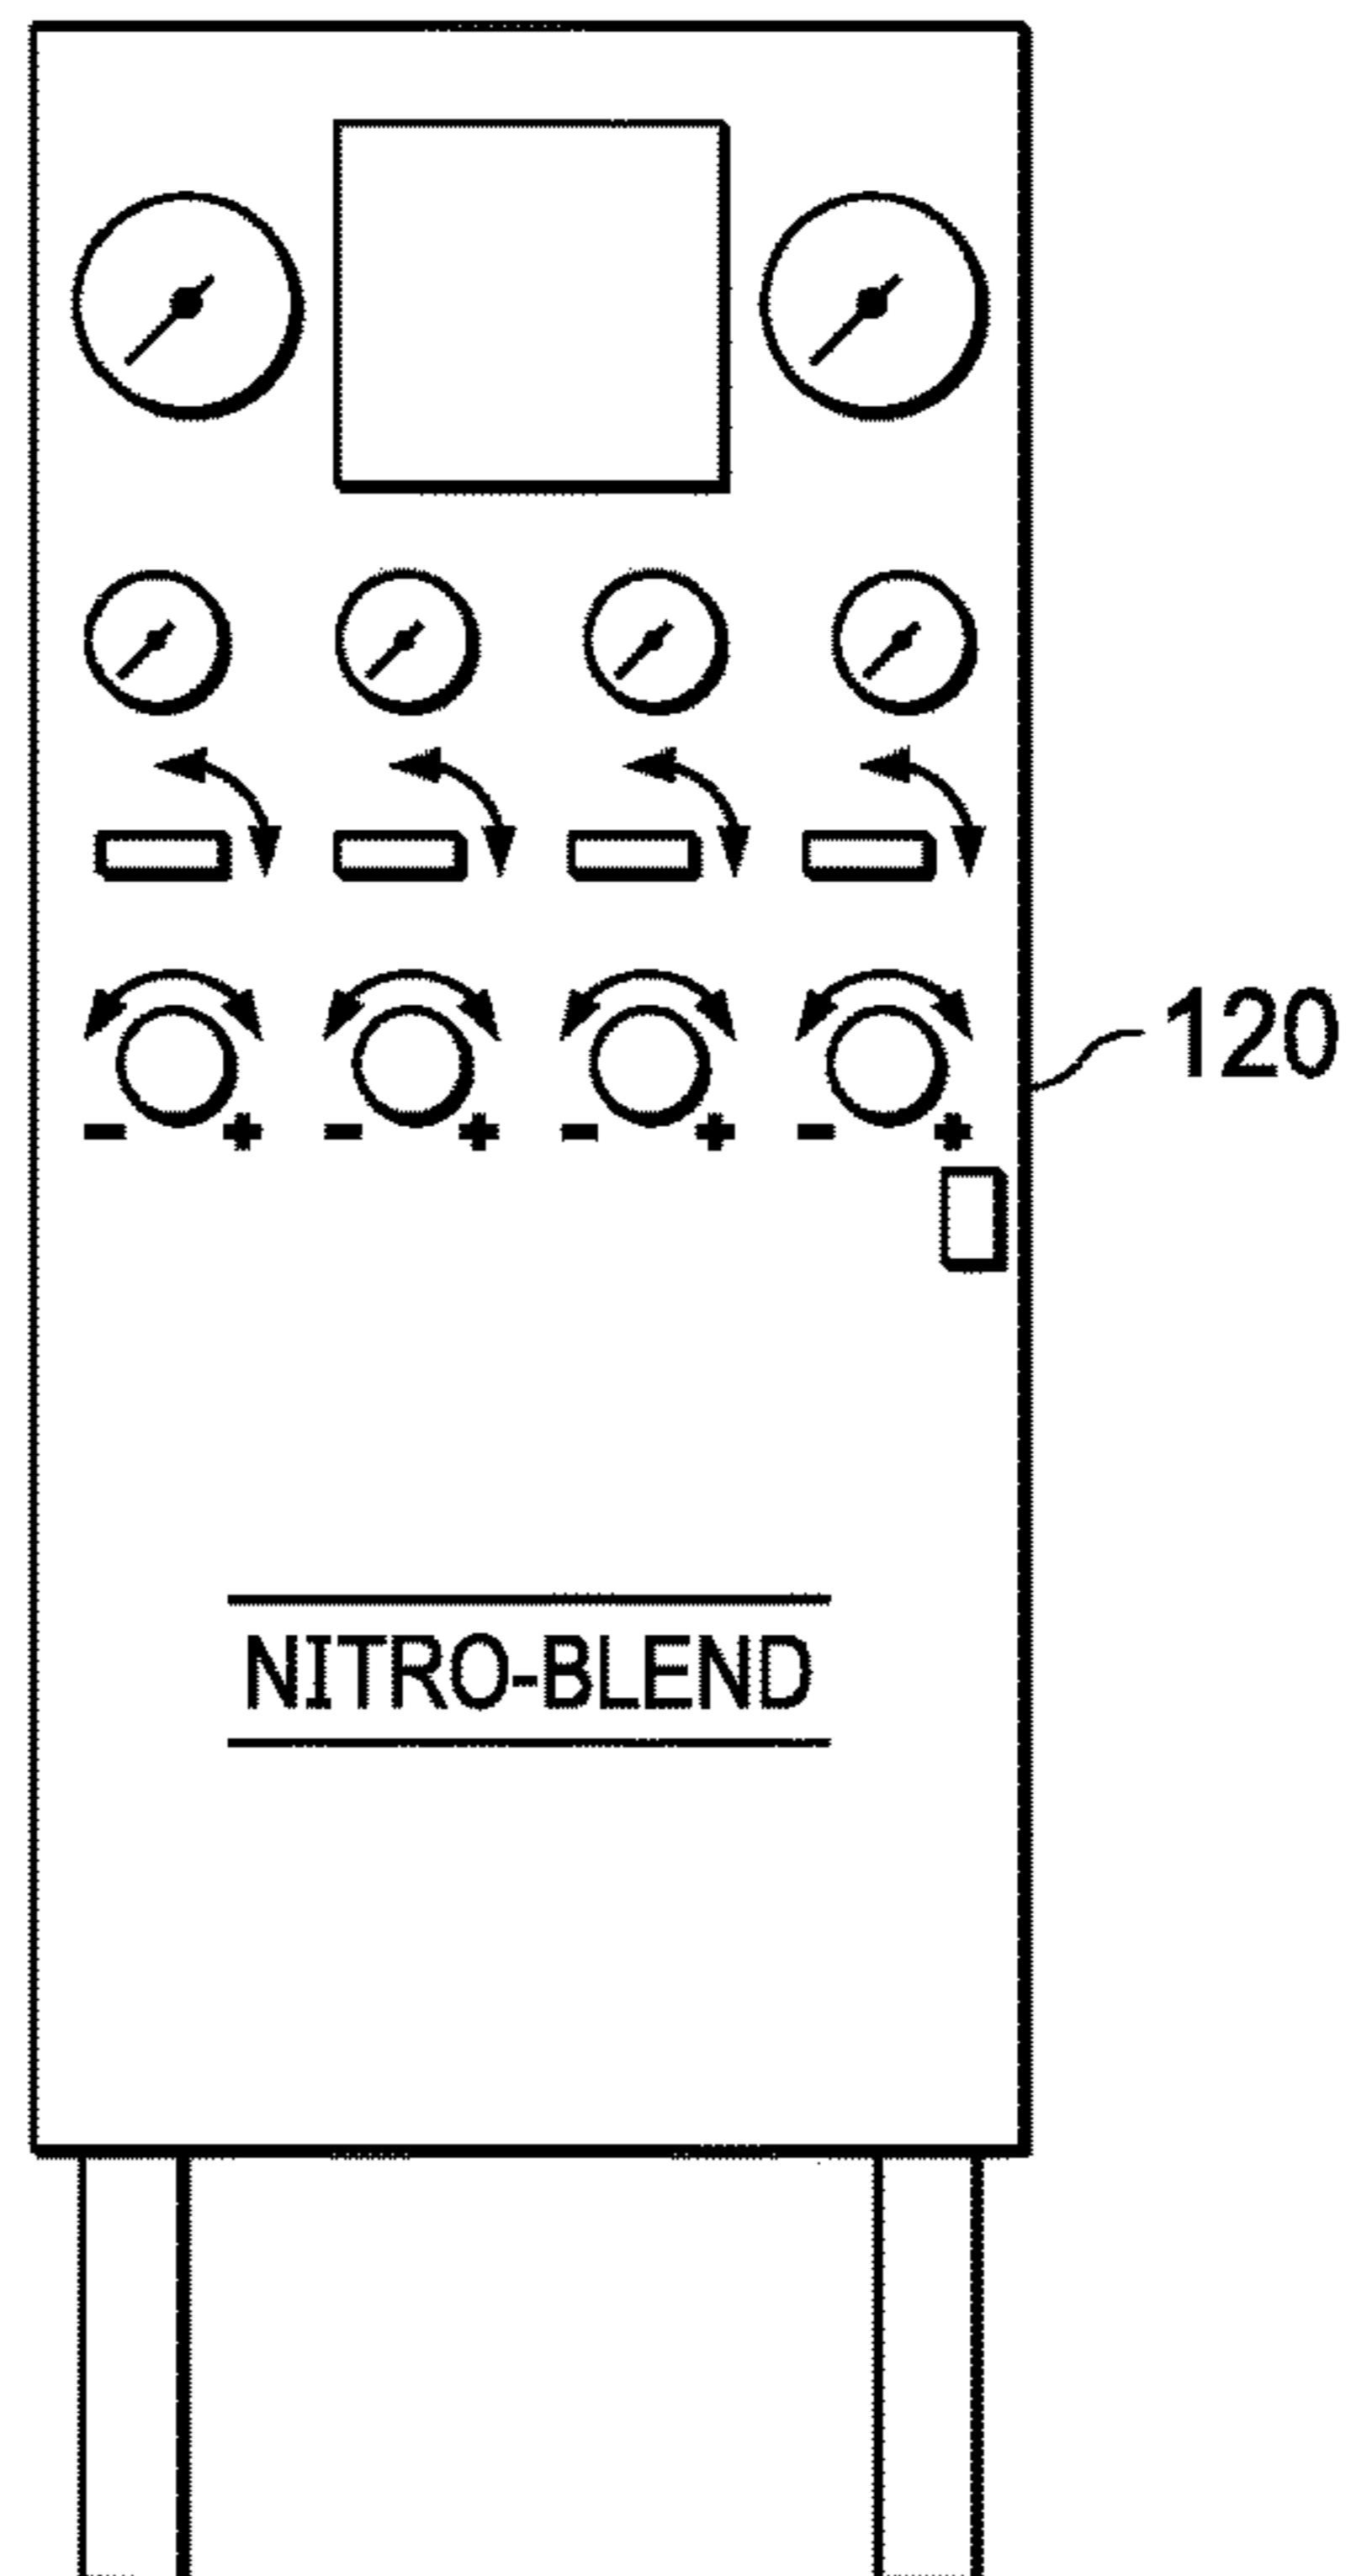 - + - + - + - +
120
NITRO-BLEND